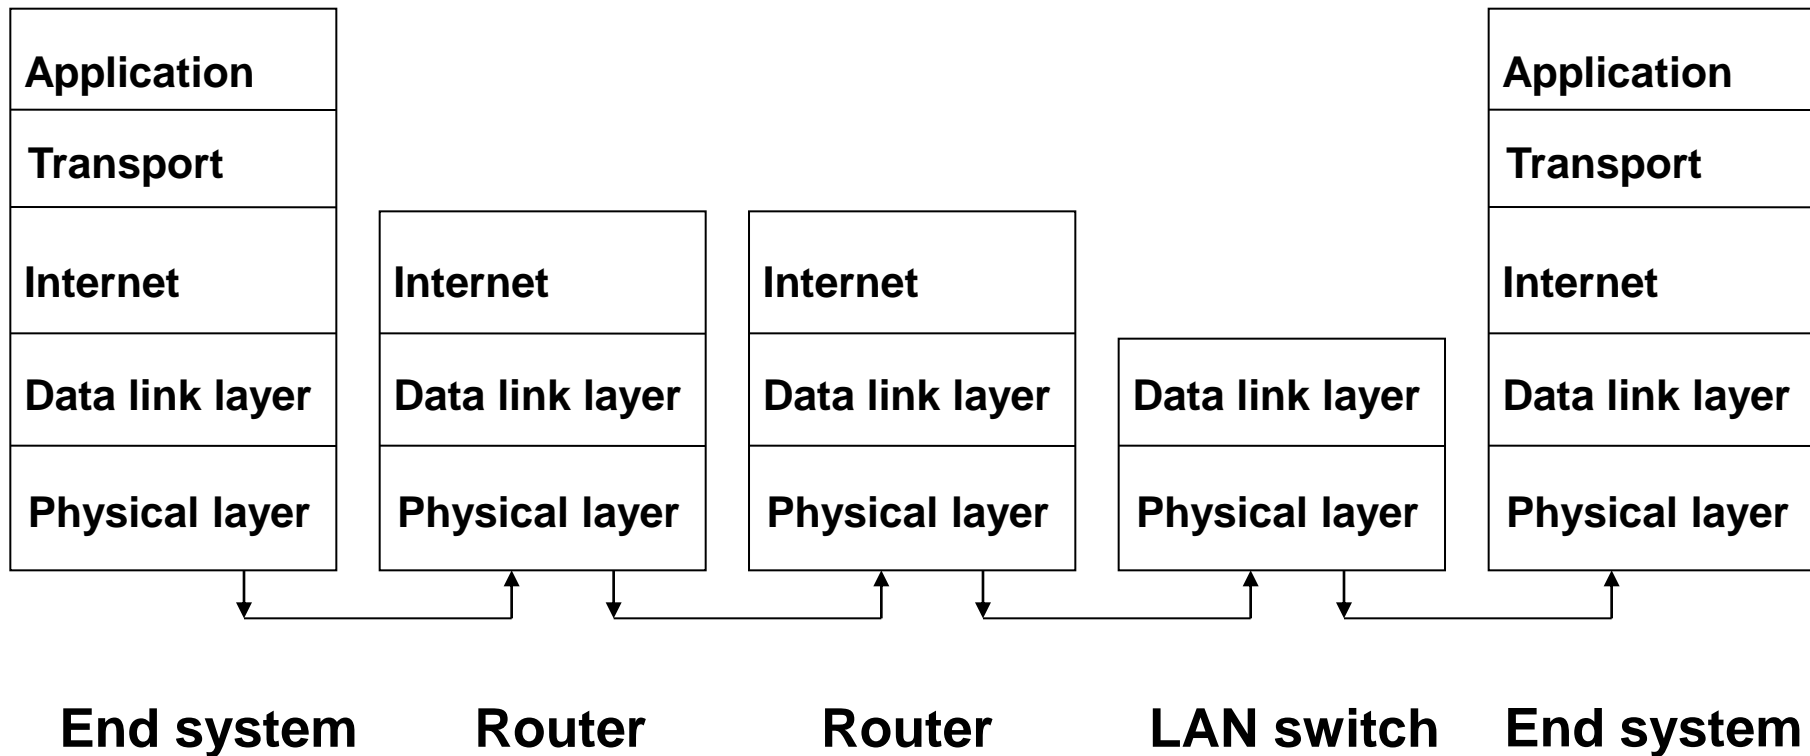 Application
Transport
Internet
Data link layer
Physical layer
End system
Internet
Data link layer
Physical layer
Router
Internet
Data link layer
Physical layer
Router
Data link layer
Physical layer
LAN switch
Application
Transport
Internet
Data link layer
Physical layer
End system